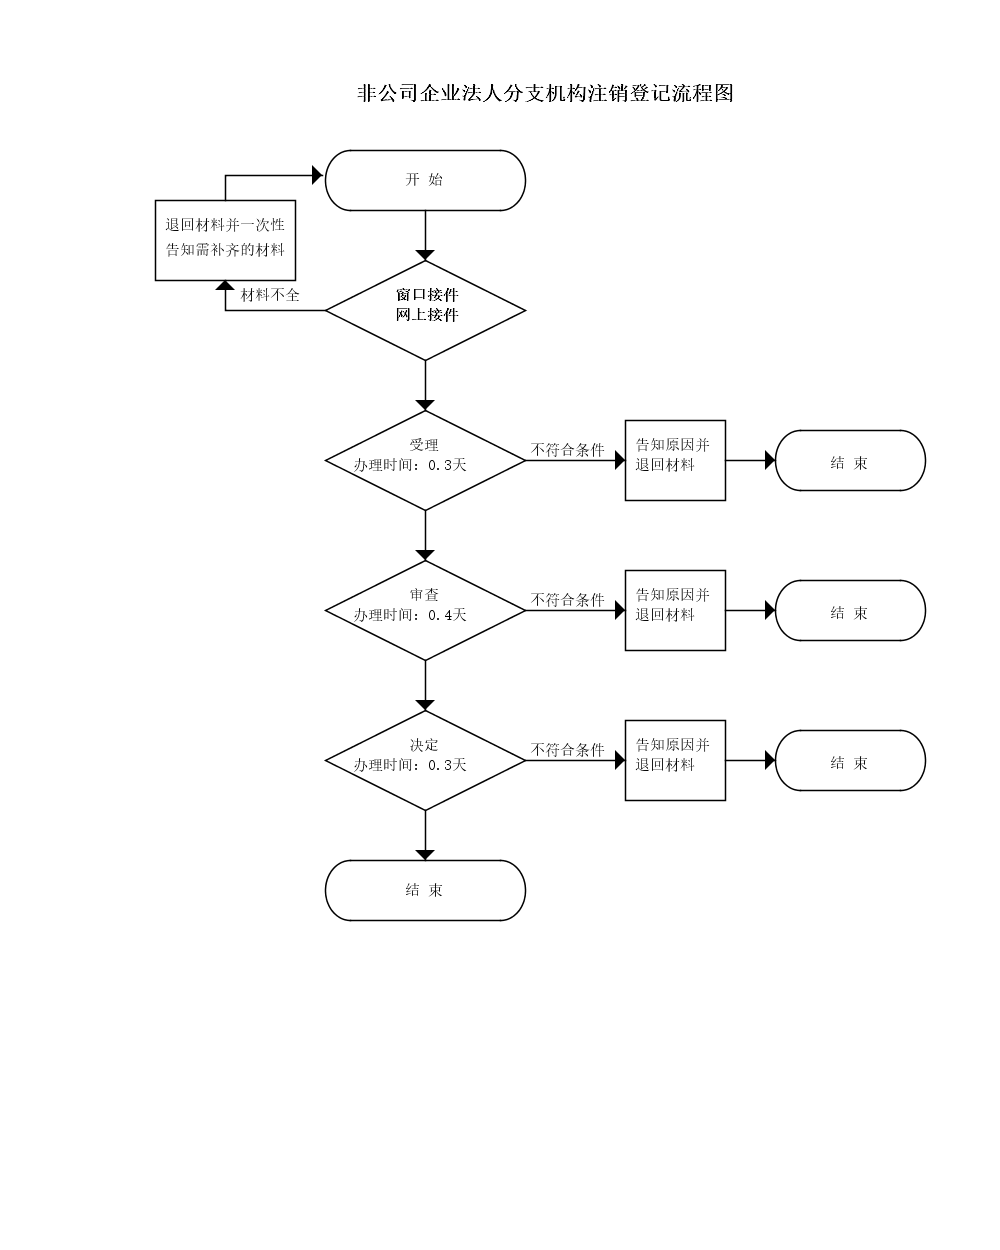 非公司企业法人分支机构注销登记流程图
开 始
退回材料并一次性
告知需补齐的材料
材料不全
窗口接件
网上接件
受理
办理时间：0.3天
不符合条件
告知原因并
退回材料
结 束
审查
办理时间：0.4天
不符合条件
告知原因并
退回材料
结 束
决定
办理时间：0.3天
不符合条件
告知原因并
退回材料
结 束
结 束